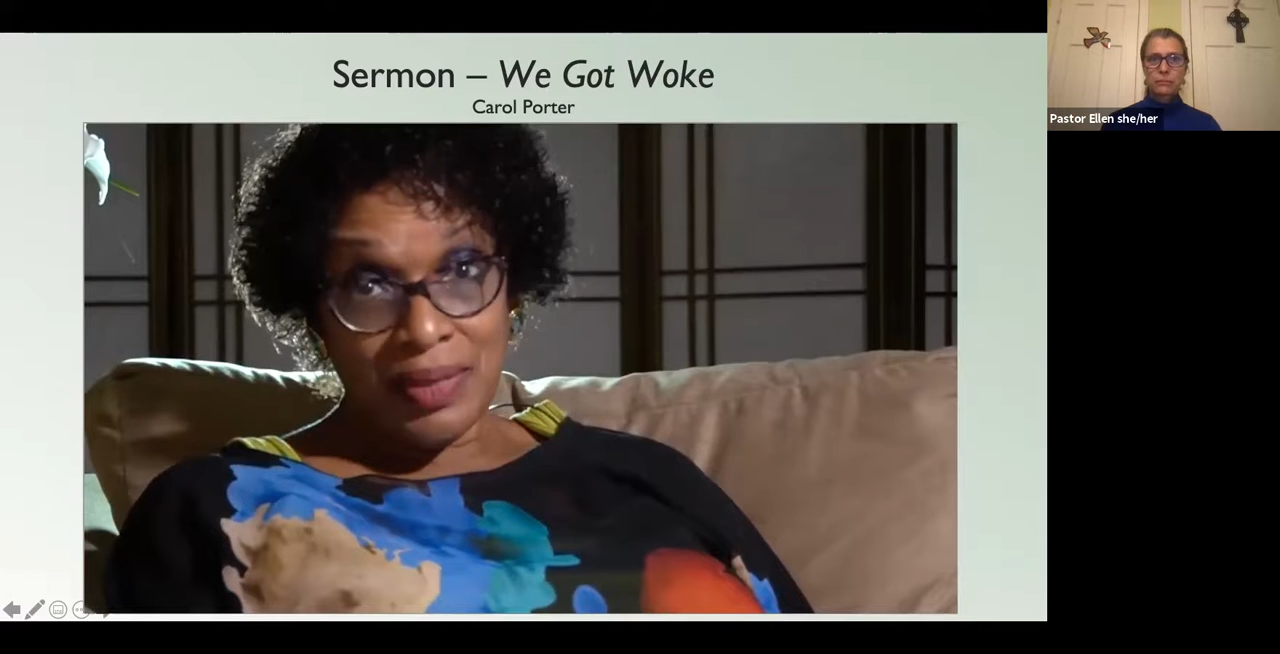 Sermon – We Got Woke
Carol Porter
Pastor Ellen she/her